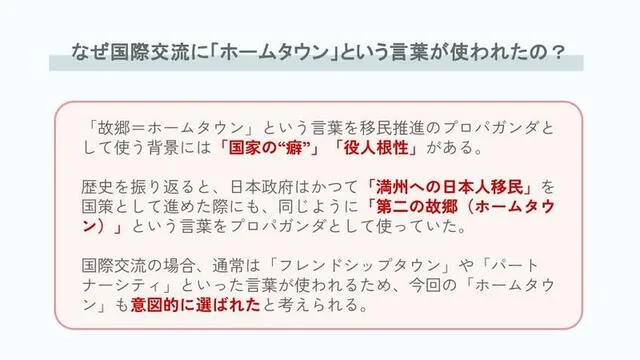 なぜ国際交流に「ホームタウン」という言葉が使われたの？
「故郷＝ホームタウン」という言葉を移民推進のプロパガンダと
して使う背景には「国家の“癖”」「役人根性」がある。
歴史を振り返ると、日本政府はかつて「満州への日本人移民」を
国策として進めた際にも、同じように「第二の故郷（ホームタウ
ン）」という言葉をプロパガンダとして使っていた。
国際交流の場合、通常は「フレンドシップタウン」や「パート
ナーシティ」といった言葉が使われるため、今回の「ホームタウ
ン」も意図的に選ばれたと考えられる。